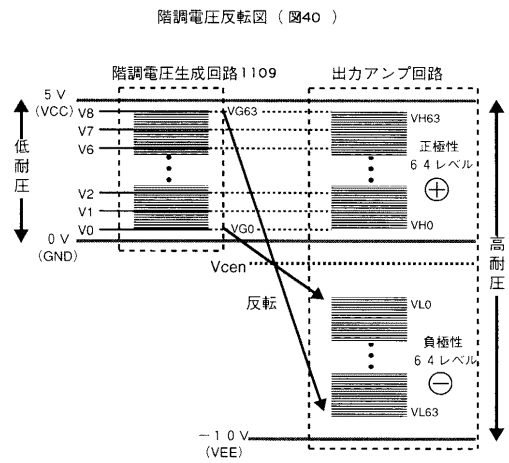 階調電圧反転図（図40）
階調電圧生成回路1109
出力アンプ回路
5V
(VCC)
V8
V7
V6
V2
V1
V0
0V
(GND)
低耐圧
VG63
VG0
VH63
正極性
64レベル
＋
VH0
高耐圧
Vcen
反転
VL0
負極性
64レベル
－
VL63
－10V
(VEE)